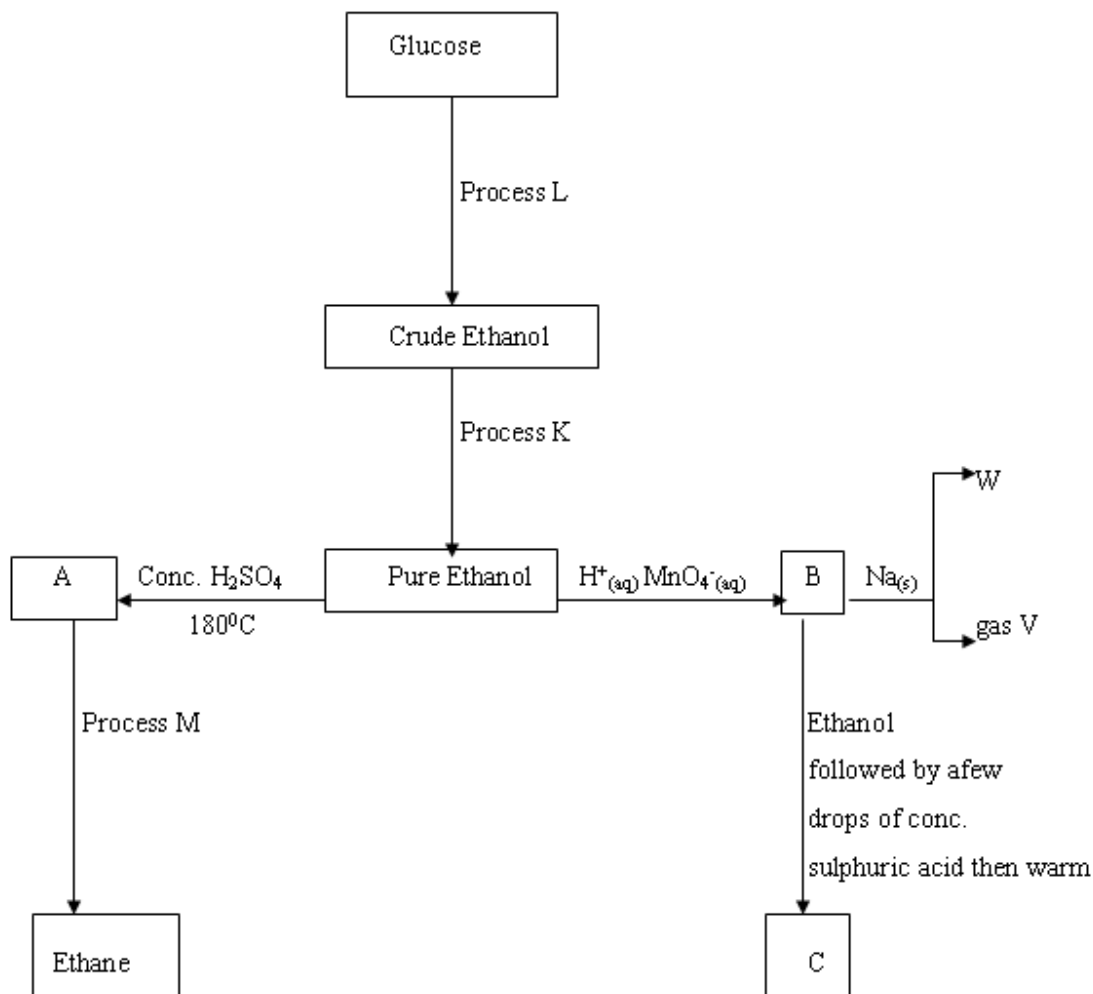 Glucose
Process L
Crude Ethanol
Process K
W
A
Conc. H₂SO₄
180⁰C
Pure Ethanol
H⁺₍ₐq₎ MnO₄⁻₍ₐq₎
B
Na₍ₛ₎
gas V
Process M
Ethanol
followed by afew
drops of conc.
sulphuric acid then warm
Ethane
C